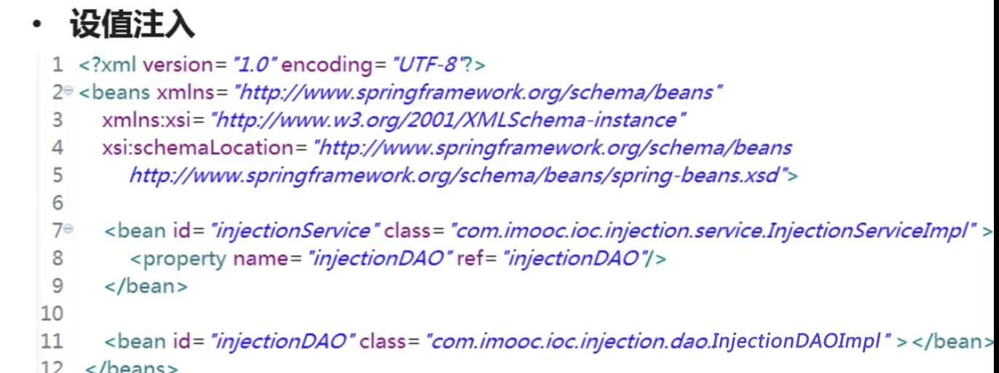 • 设值注入
1 <?xml version="1.0" encoding="UTF-8"?>
2 <beans xmlns="http://www.springframework.org/schema/beans"
3 xmlns:xsi="http://www.w3.org/2001/XMLSchema-instance"
4 xsi:schemaLocation="http://www.springframework.org/schema/beans
5 http://www.springframework.org/schema/beans/spring-beans.xsd">
6
7 <bean id="injectionService" class="com.imooc.ioc.injection.service.InjectionServiceImpl" >
8 <property name="injectionDAO" ref="injectionDAO"/>
9 </bean>
10
11 <bean id="injectionDAO" class="com.imooc.ioc.injection.dao.InjectionDAOImpl" ></bean>
12 </beans>